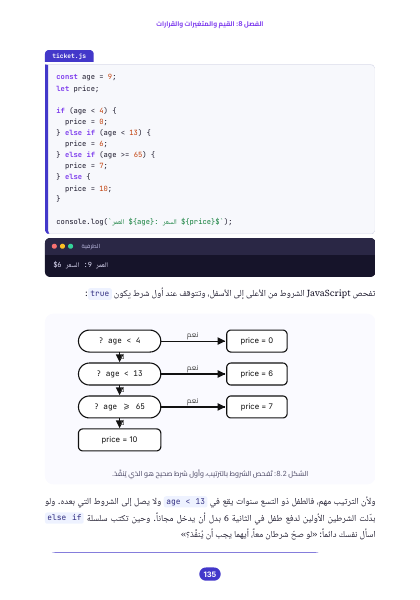 الفصل 8: القيم والمتغيرات والقرارات
ticket.js
const age = 9;
let price;
if (age < 4) {
price = 0;
} else if (age < 13) {
price = 6;
} else if (age >= 65) {
price = 7;
} else {
price = 10;
}
console.log(`العمر ${age}: السعر ${price}$`);
الطرفية
العمر 9: السعر 6$
تفحص JavaScript الشروط من الأعلى إلى الأسفل، وتتوقف عند أول شرط يكون true :
? age < 4
نعم
price = 0
? age < 13
نعم
price = 6
? age ⩾ 65
نعم
price = 7
price = 10
الشكل 8.2: تُفحص الشروط بالترتيب، وأول شرط صحيح هو الذي يُنفَّذ.
ولأن الترتيب مهم، فالطفل ذو التسع سنوات يقع في age < 13 ولا يصل إلى الشروط التي بعده. ولو
بدّلت الشرطين الأولين لدفع طفل في الثانية 6 بدل أن يدخل مجاناً. وحين تكتب سلسلة else if
اسأل نفسك دائماً: «لو صحّ شرطان معاً، أيهما يجب أن يُنفَّذ؟»
135